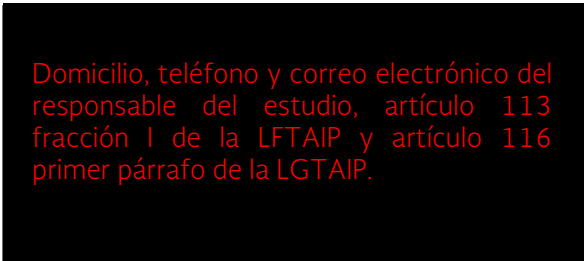 Domicilio, teléfono y correo electrónico del
responsable del estudio, artículo 113
fracción I de la LFTAIP y artículo 116
primer párrafo de la LGTAIP.